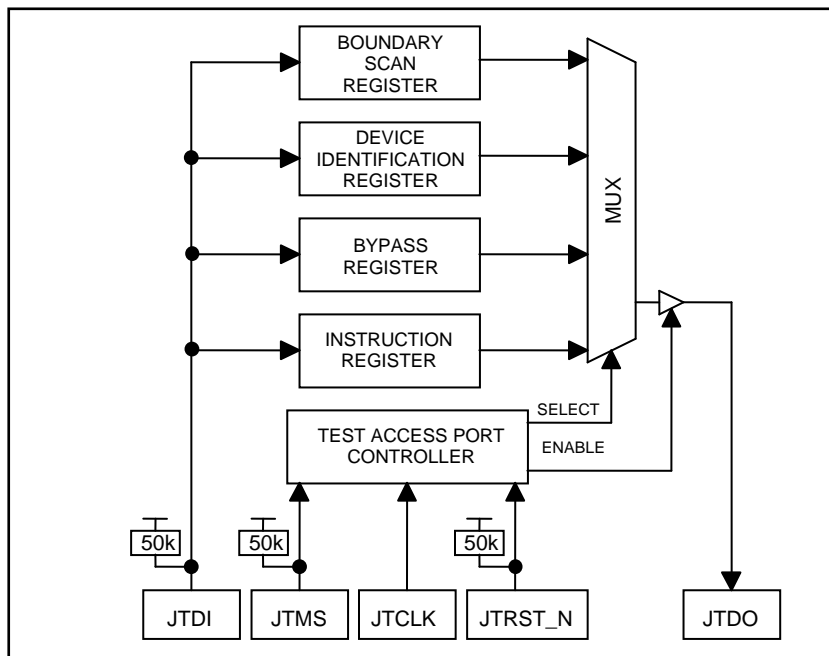 BOUNDARY
SCAN
REGISTER
DEVICE
IDENTIFICATION
REGISTER
MUX
BYPASS
REGISTER
INSTRUCTION
REGISTER
SELECT
TEST ACCESS PORT
CONTROLLER
ENABLE
50k
50k
50k
JTDI
JTMS
JTCLK
JTRST_N
JTDO